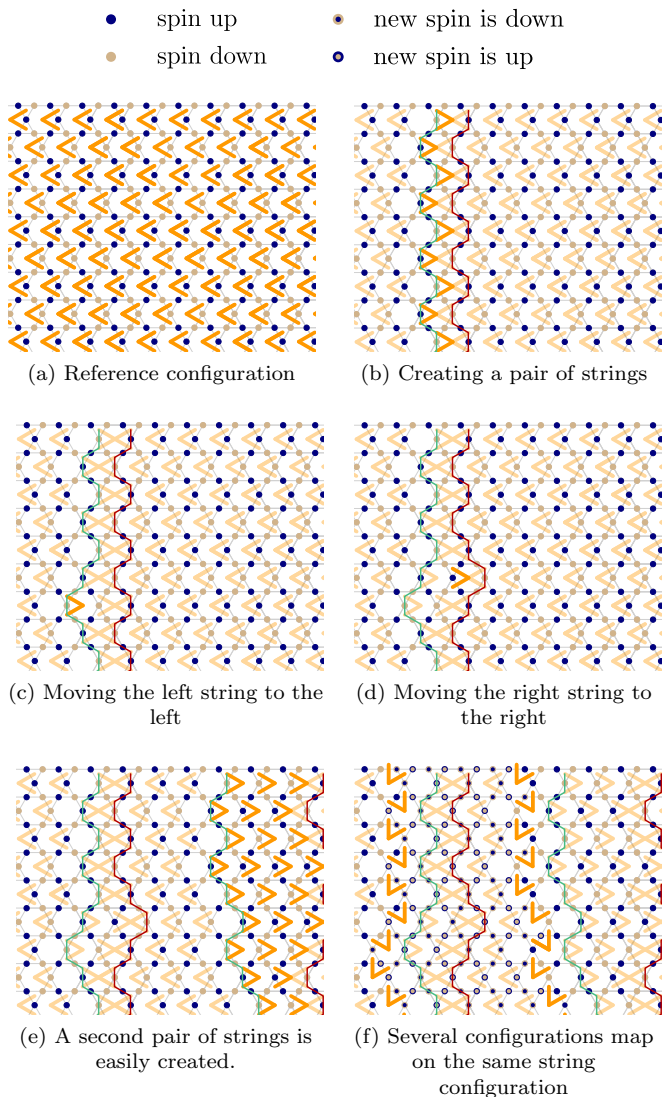 spin up
new spin is down
spin down
new spin is up
(a) Reference configuration
(b) Creating a pair of strings
(c) Moving the left string to the
left
(d) Moving the right string to
the right
(e) A second pair of strings is
easily created.
(f) Several configurations map
on the same string
configuration